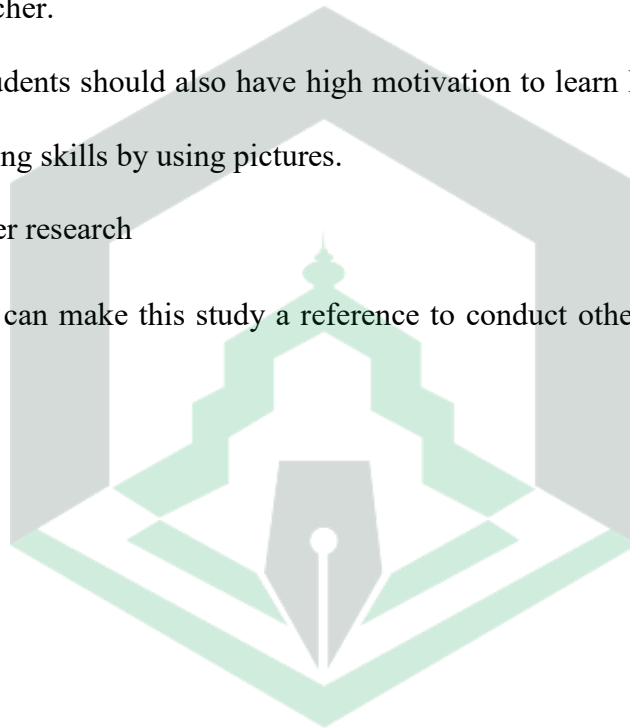 cher.
udents should also have high motivation to learn
ng skills by using pictures.
er research
can make this study a reference to conduct othe